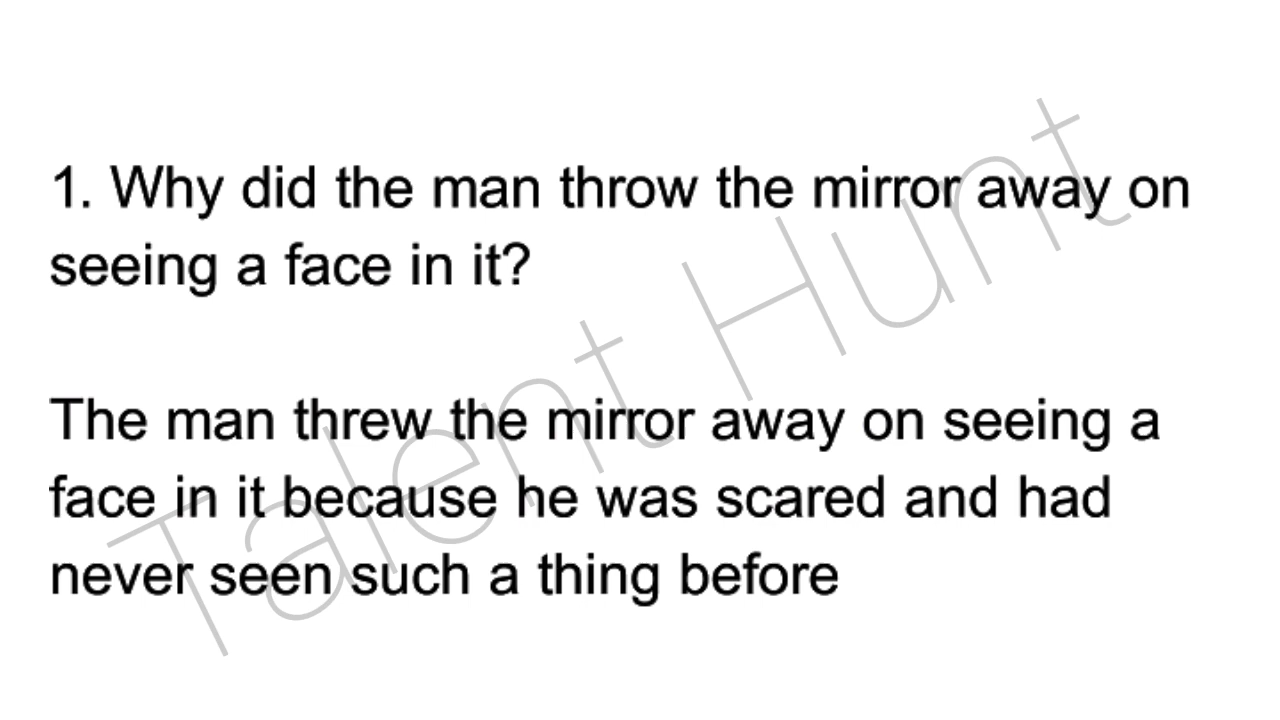 1. Why did the man throw the mirror away on
seeing a face in it?
The man threw the mirror away on seeing a
face in it because he was scared and had
never seen such a thing before
Talent Hunt